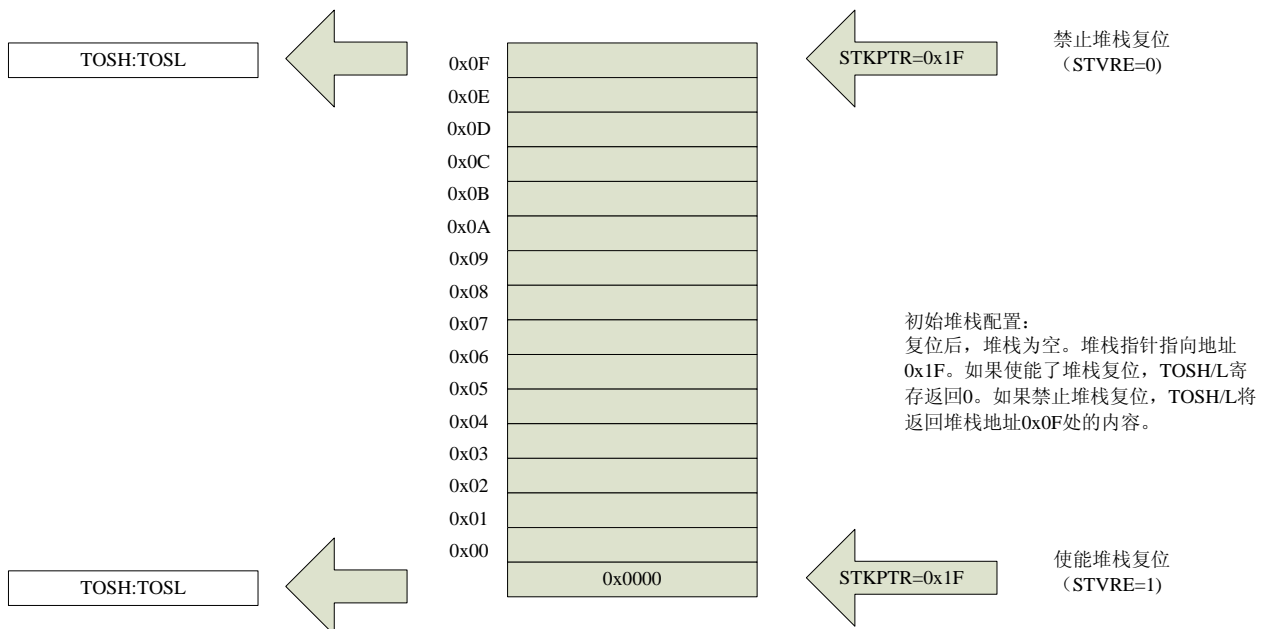 TOSH:TOSL
0x0F
0x0E
0x0D
0x0C
0x0B
0x0A
0x09
0x08
0x07
0x06
0x05
0x04
0x03
0x02
0x01
0x00
0x0000
STKPTR=0x1F
禁止堆栈复位
(STVRE=0)
初始堆栈配置:
复位后,堆栈为空。堆栈指针指向地址
0x1F。如果使能了堆栈复位,TOSH/L寄
存返回0。如果禁止堆栈复位,TOSH/L将
返回堆栈地址0x0F处的内容。
TOSH:TOSL
STKPTR=0x1F
使能堆栈复位
(STVRE=1)